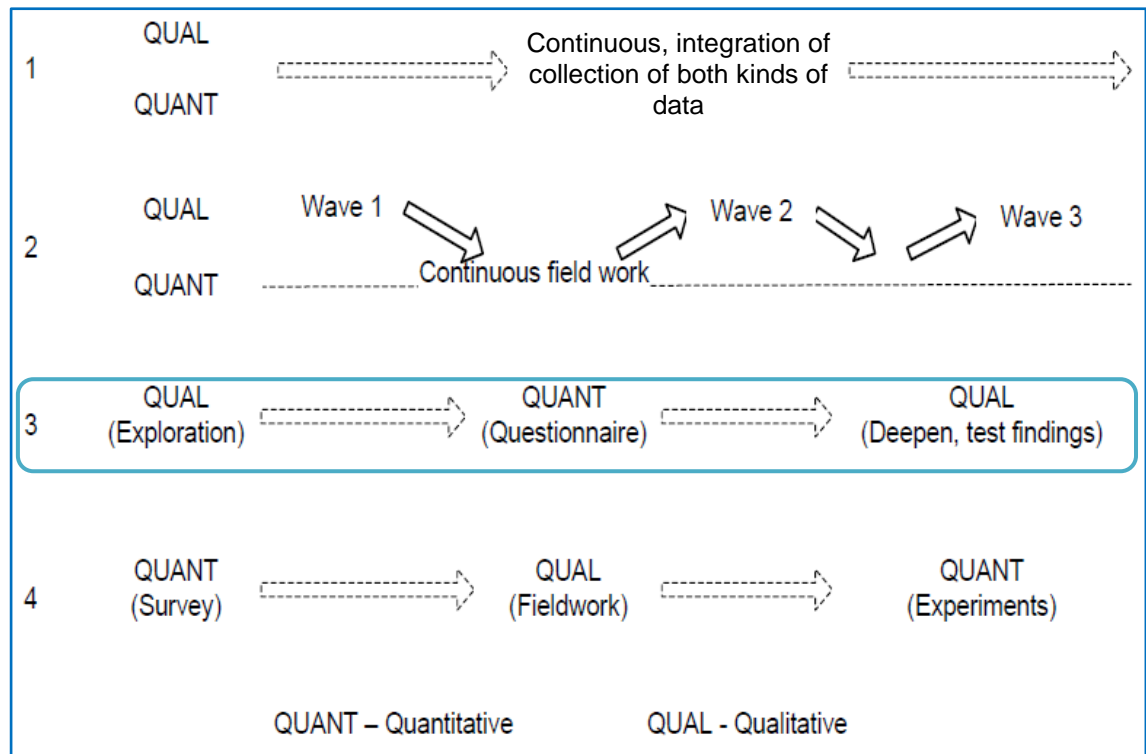 QUAL
1
QUANT
Continuous, integration of
collection of both kinds of
data
QUAL
2
QUANT
Wave 1
Continuous field work
Wave 2
Wave 3
3
QUAL
(Exploration)
QUANT
(Questionnaire)
QUAL
(Deepen, test findings)
4
QUANT
(Survey)
QUAL
(Fieldwork)
QUANT
(Experiments)
QUANT – Quantitative
QUAL - Qualitative